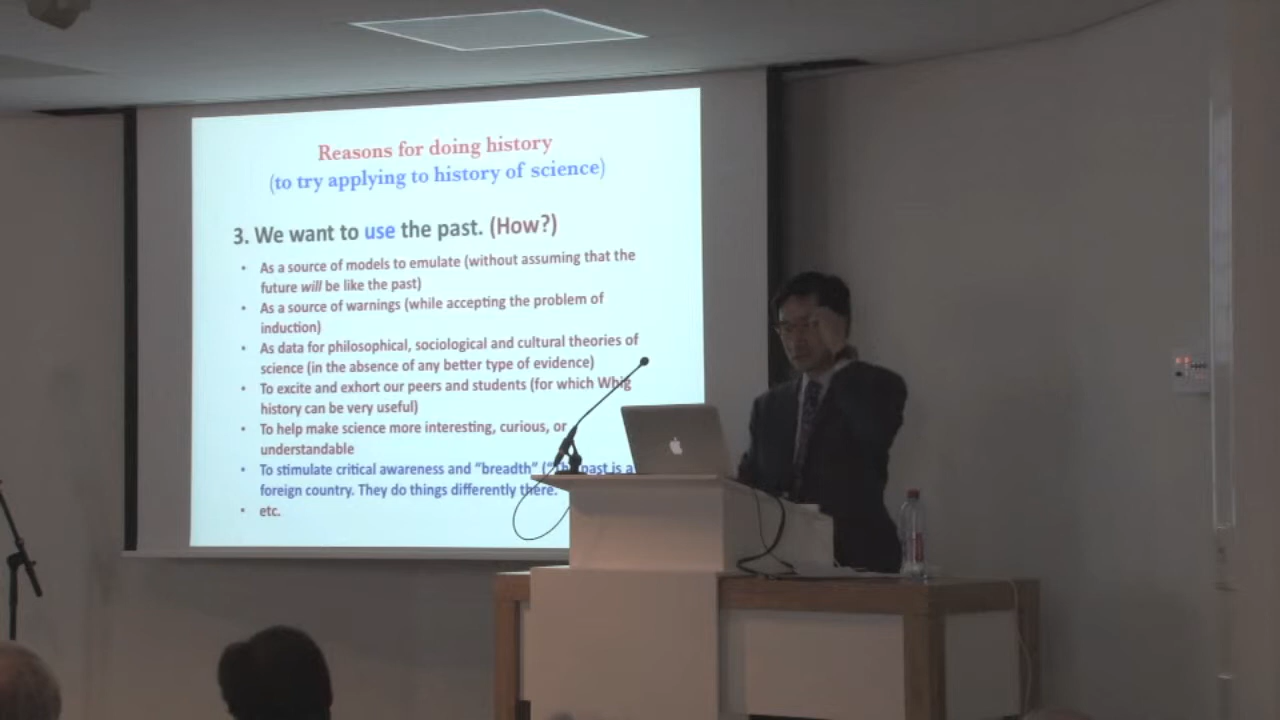 Reasons for doing history
(to try applying to history of science)
3. We want to use the past. (How?)
• As a source of models to emulate (without assuming that the
future will be like the past)
• As a source of warnings (while accepting the problem of
induction)
• As data for philosophical, sociological and cultural theories of
science (in the absence of any better type of evidence)
• To excite and exhort our peers and students (for which Whig
history can be very useful)
• To help make science more interesting, curious, or
understandable
• To stimulate critical awareness and “breadth” (“The past is a
foreign country. They do things differently there.
• etc.